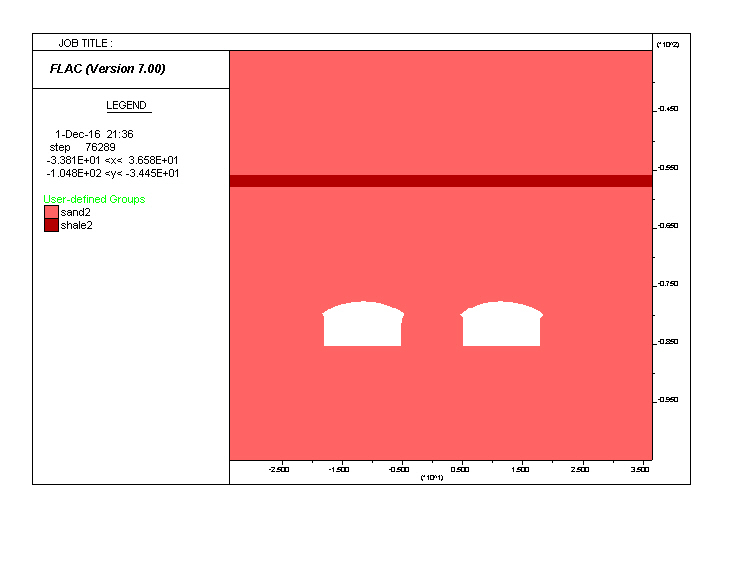 JOB TITLE :
(*10^2)
FLAC (Version 7.00)
LEGEND
1-Dec-16  21:36
step     76289
-3.381E+01 <x<  3.658E+01
-1.048E+02 <y< -3.445E+01
User-defined Groups
sand2
shale2
-0.450
-0.550
-0.650
-0.750
-0.850
-0.950
-2.500
-1.500
-0.500
0.500
1.500
2.500
3.500
(*10^1)